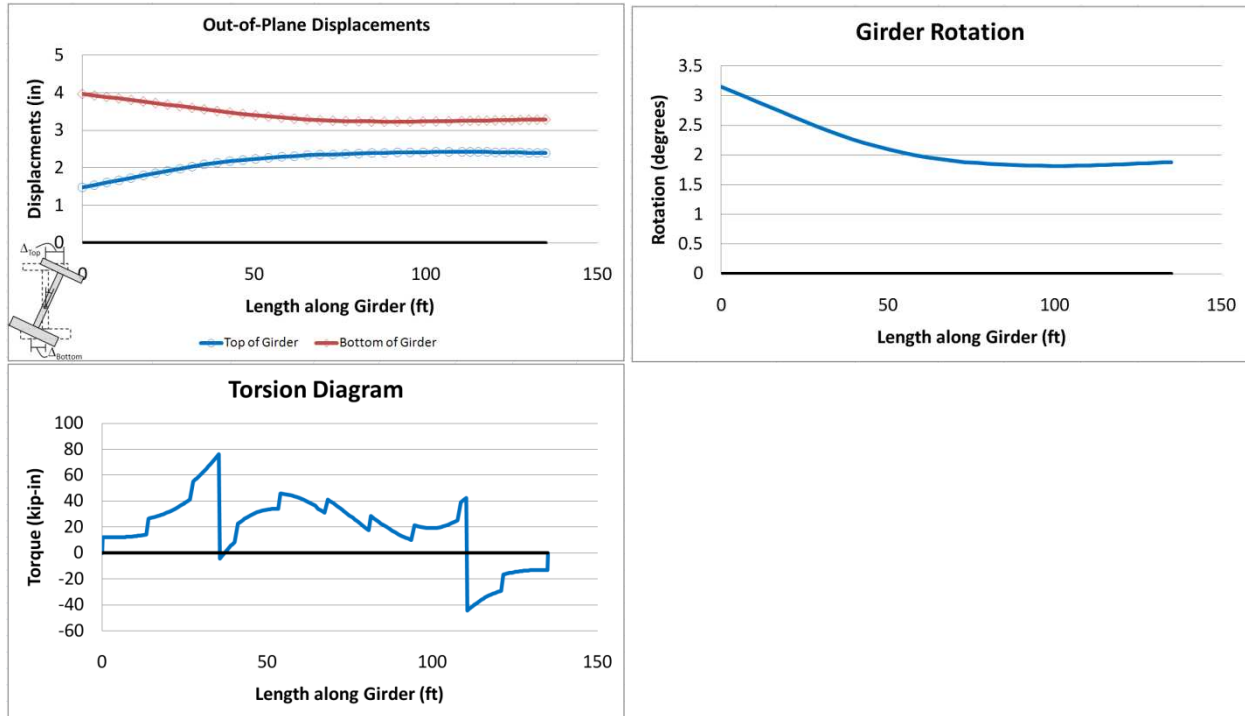 Out-of-Plane Displacements
5
4
3
2
1
0
Displacements (in)
0 50 100 150
Length along Girder (ft)
Top of Girder Bottom of Girder
ΔTop
ΔBottom
Girder Rotation
3.5
3
2.5
2
1.5
1
0.5
0
Rotation (degrees)
0 50 100 150
Length along Girder (ft)
Torsion Diagram
100
80
60
40
20
0
-20
-40
-60
Torque (kip-in)
0 50 100 150
Length along Girder (ft)